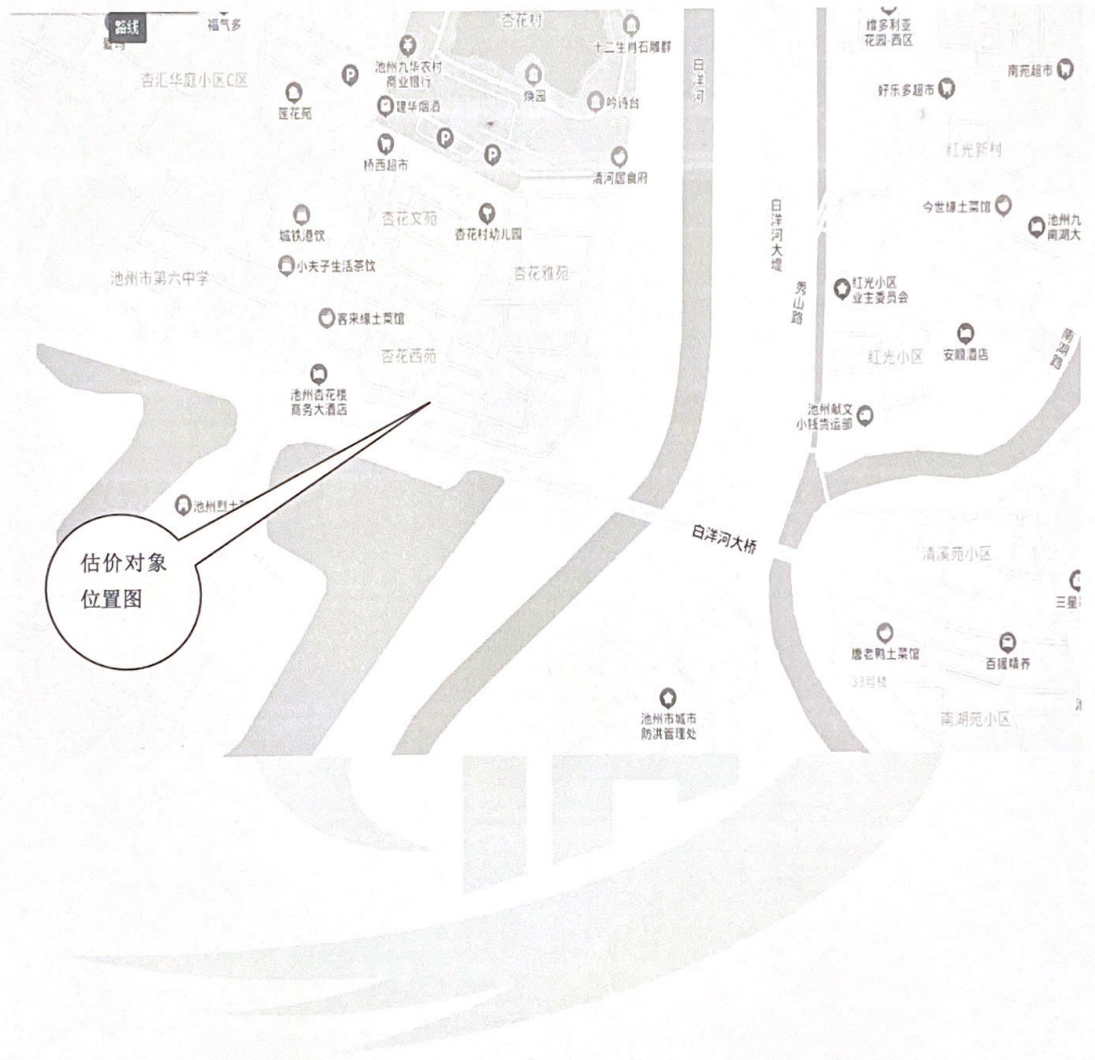 路线
福气多
杏汇华庭小区C区
莲花苑
P
池州九华农村
商业银行
建华烟酒
桥西超市
P
P
杏花村
十二生肖石雕群
焕园
吟诗台
清河居食府
白洋河
维多利亚
花园-西区
南苑超市
好乐多超市
红光新村
今世缘土菜馆
池州九
南湖大
城铁港饮
杏花文苑
杏花村幼儿园
小夫子生活茶饮
池州市第六中学
杏花雅苑
客来缘土菜馆
杏花西苑
池州杏花楼
商务大酒店
白洋河大堤
秀山路
红光小区
业主委员会
红光小区
安顺酒店
南湖路
池州献文
小钱货运部
池州烈士
白洋河大桥
清溪苑小区
三星
估价对象
位置图
唐老鸭土菜馆
33号楼
南湖苑小区
池州市城市
防洪管理处